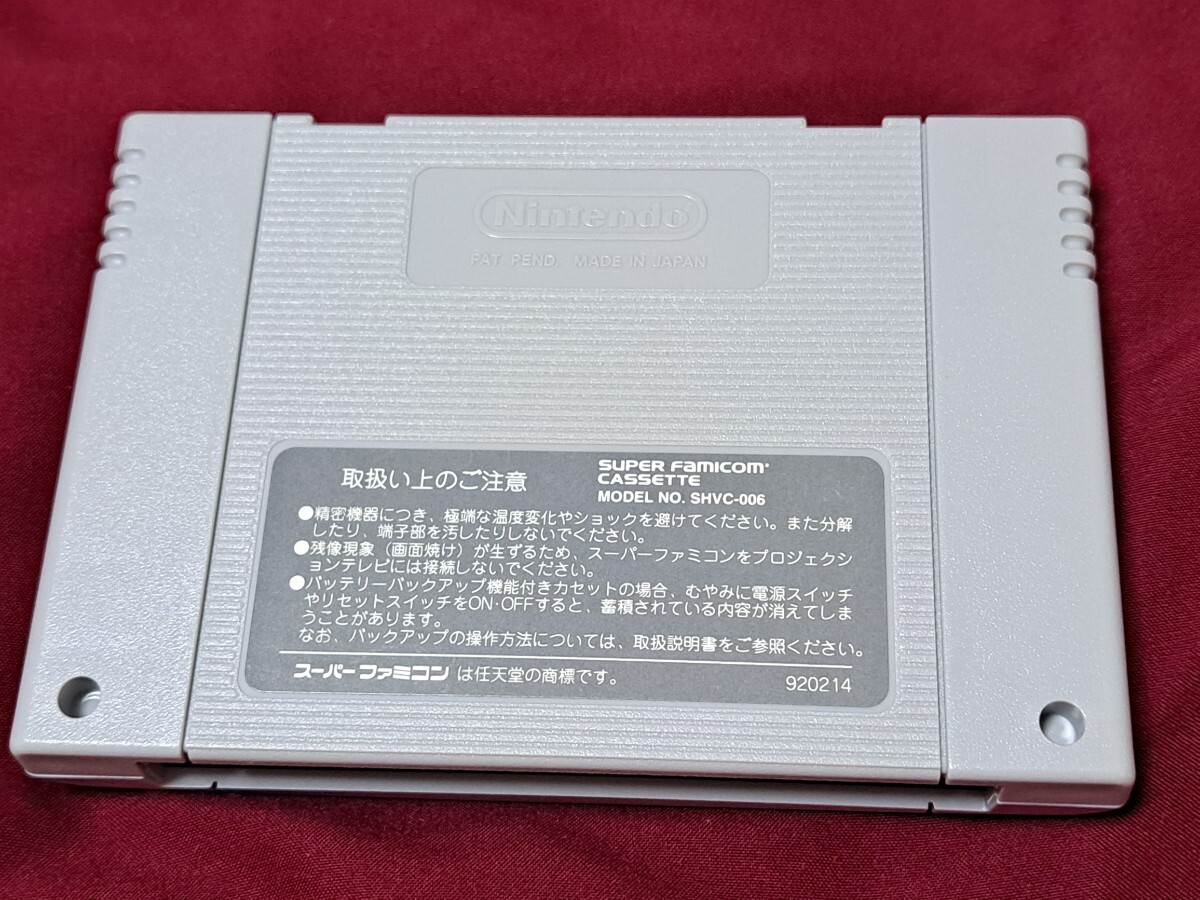 Nintendo
PAT. PEND. MADE IN JAPAN
取扱い上のご注意
SUPER FAMICOM
CASSETTE
MODEL NO. SHVC-006
●精密機器につき、極端な温度変化やショックを避けてください。また分解
したり、端子部を汚したりしないでください。
●残像現象（画面焼け）が生ずるため、スーパーファミコンをプロジェクシ
ョンテレビには接続しないでください。
●バッテリーバックアップ機能付きカセットの場合、むやみに電源スイッチ
やリセットスイッチをON・OFFすると、蓄積されている内容が消えてしま
うことがあります。
なお、バックアップの操作方法については、取扱説明書をご参照ください。
スーパーファミコンは任天堂の商標です。
920214